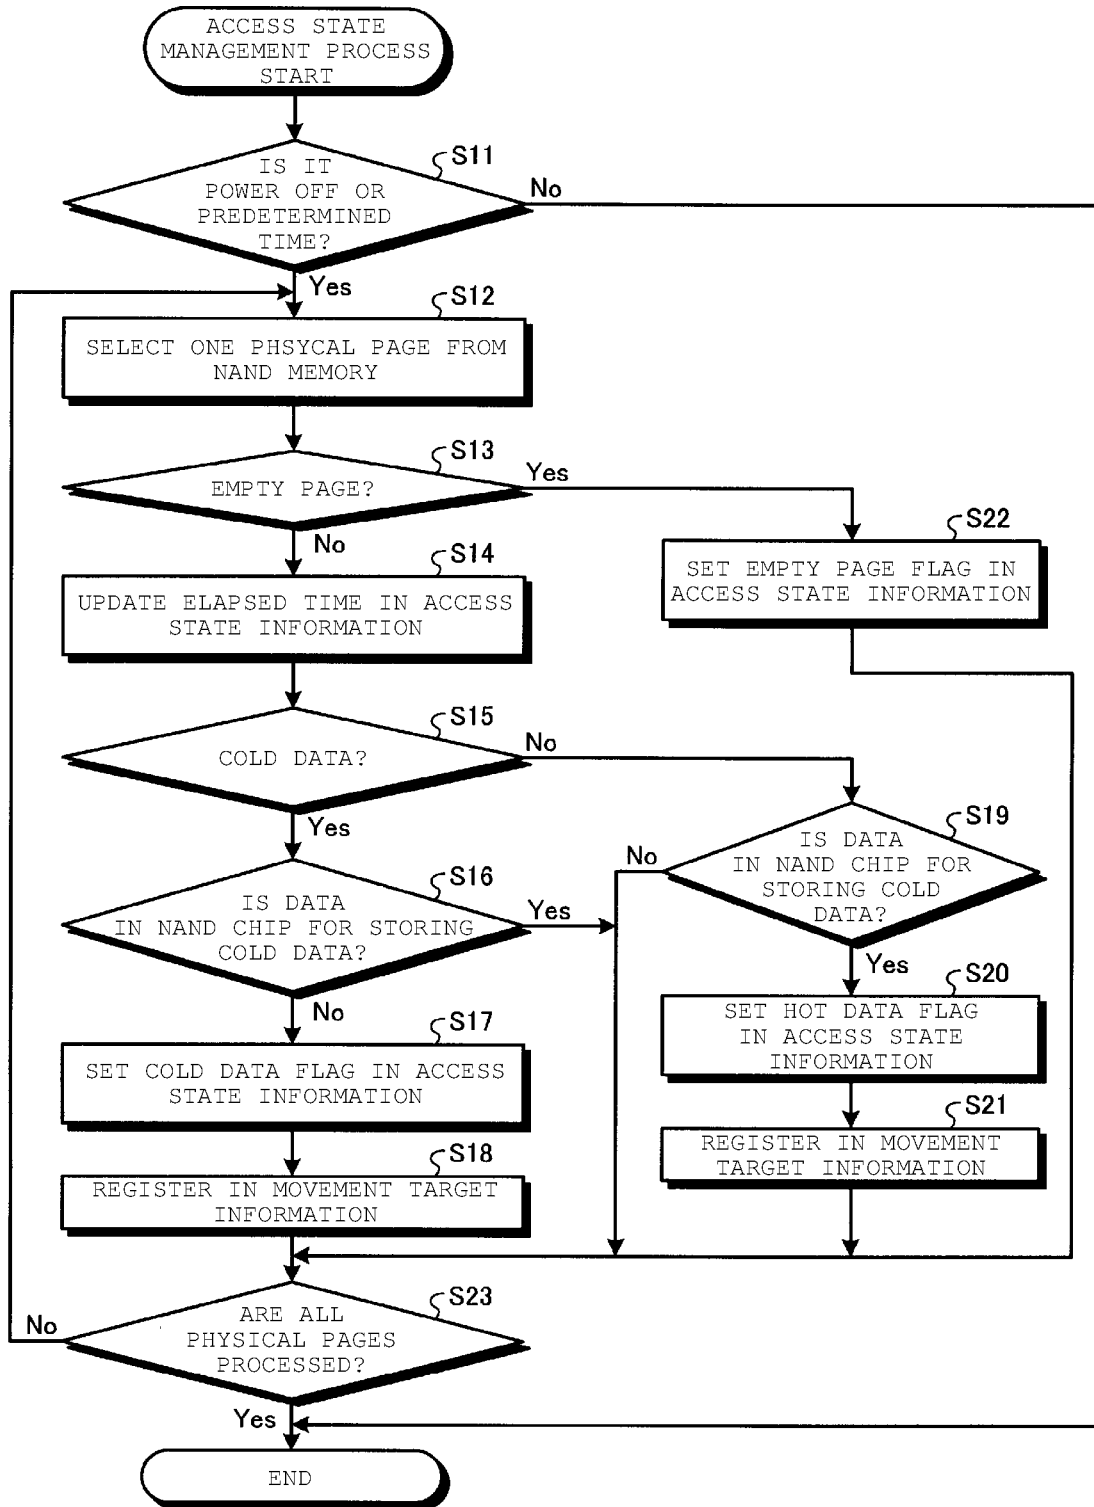 ACCESS STATE
MANAGEMENT PROCESS
START
S11
IS IT
POWER OFF OR
PREDETERMINED
TIME?
No
Yes
S12
SELECT ONE PHSYCAL PAGE FROM
NAND MEMORY
S13
EMPTY PAGE?
Yes
No
S22
SET EMPTY PAGE FLAG IN
ACCESS STATE INFORMATION
S14
UPDATE ELAPSED TIME IN ACCESS
STATE INFORMATION
S15
COLD DATA?
No
Yes
S19
IS DATA
IN NAND CHIP FOR
STORING COLD
DATA?
No
Yes
S16
IS DATA
IN NAND CHIP FOR STORING
COLD DATA?
Yes
No
S20
SET HOT DATA FLAG
IN ACCESS STATE
INFORMATION
S17
SET COLD DATA FLAG IN ACCESS
STATE INFORMATION
S21
REGISTER IN MOVEMENT
TARGET INFORMATION
S18
REGISTER IN MOVEMENT TARGET
INFORMATION
S23
ARE ALL
PHYSICAL PAGES
PROCESSED?
No
Yes
END